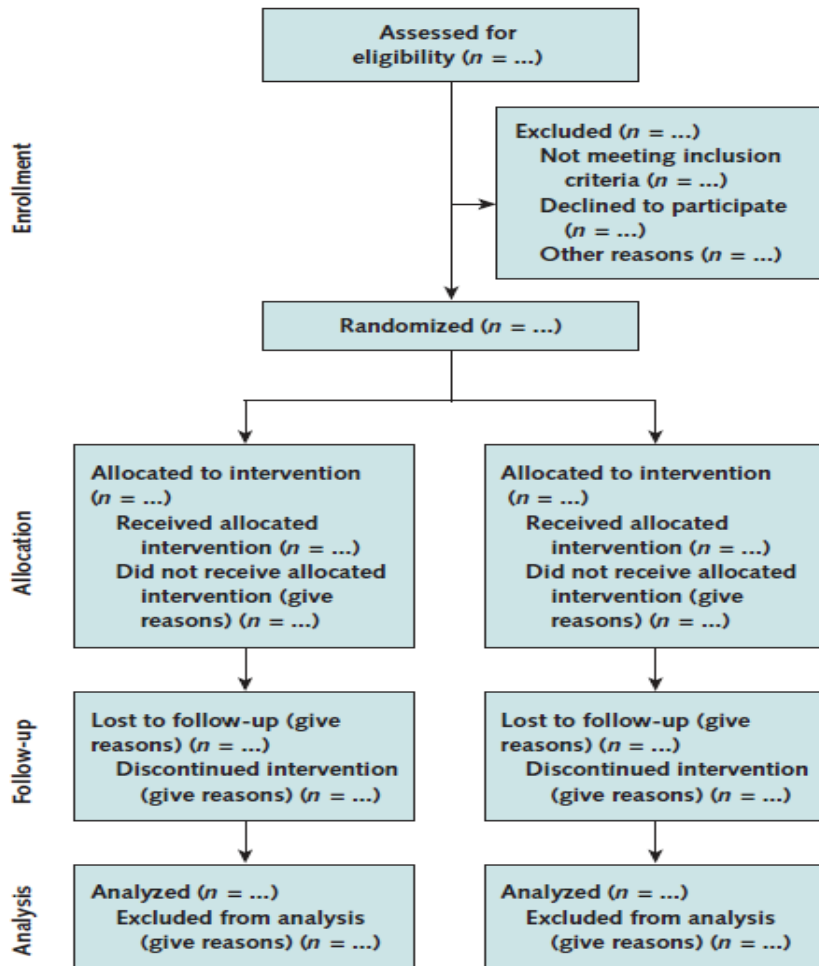 Assessed for
eligibility (n = ...)
Enrollment
Excluded (n = ...)
Not meeting inclusion
criteria (n = ...)
Declined to participate
(n = ...)
Other reasons (n = ...)
Randomized (n = ...)
Allocation
Allocated to intervention
(n = ...)
Received allocated
intervention (n = ...)
Did not receive allocated
intervention (give
reasons) (n = ...)
Allocated to intervention
(n = ...)
Received allocated
intervention (n = ...)
Did not receive allocated
intervention (give
reasons) (n = ...)
Follow-up
Lost to follow-up (give
reasons) (n = ...)
Discontinued intervention
(give reasons) (n = ...)
Lost to follow-up (give
reasons) (n = ...)
Discontinued intervention
(give reasons) (n = ...)
Analysis
Analyzed (n = ...)
Excluded from analysis
(give reasons) (n = ...)
Analyzed (n = ...)
Excluded from analysis
(give reasons) (n = ...)